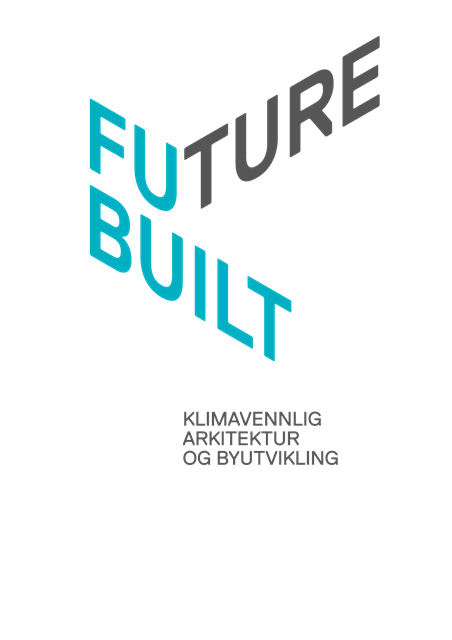 FUTURE
BUILT
KLIMAVENNLIG
ARKITEKTUR
OG BYUTVIKLING